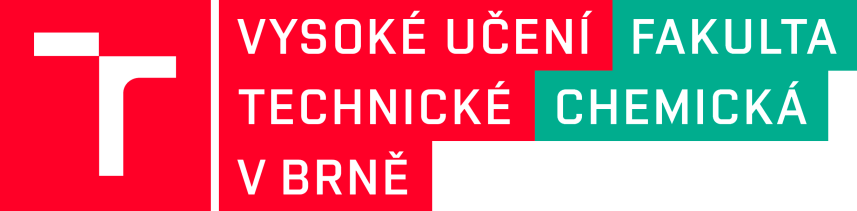 VYSOKÉ UČENÍ FAKULTA
TECHNICKÉ CHEMICKÁ
V BRNĚ